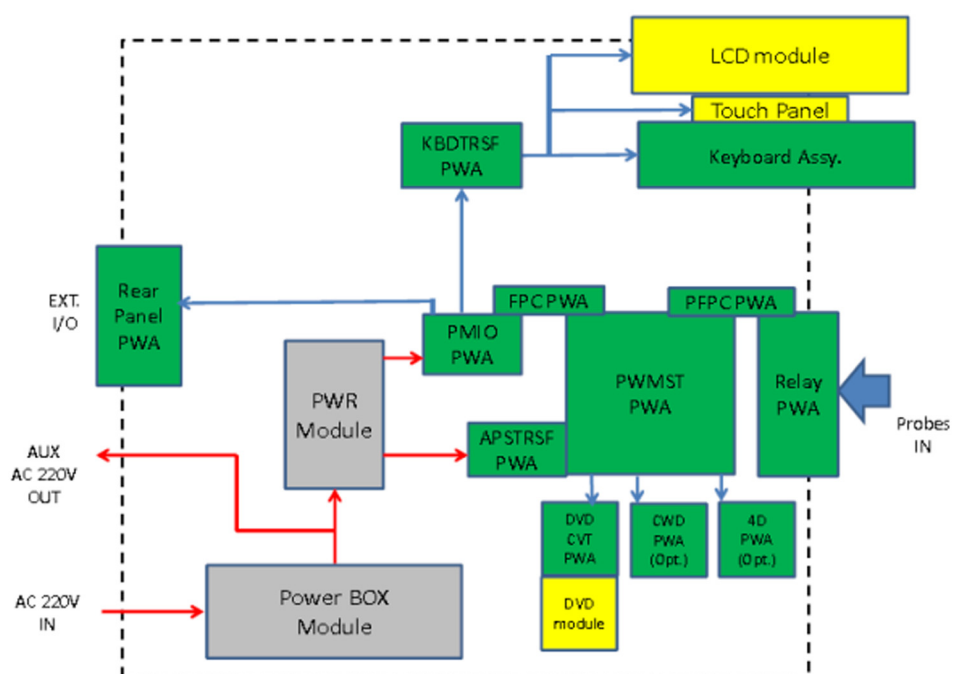 LCD module
Touch Panel
KBDTRSF
PWA
Keyboard Assy.
EXT.
I/O
Rear
Panel
PWA
FPC PWA
PFPC PWA
PMIO
PWA
PWR
Module
PWMST
PWA
Relay
PWA
Probes
IN
APSTRSF
PWA
AUX
AC 220V
OUT
DVD
CVT
PWA
CWD
PWA
(Opt.)
4D
PWA
(Opt.)
AC 220V
IN
Power BOX
Module
DVD
module